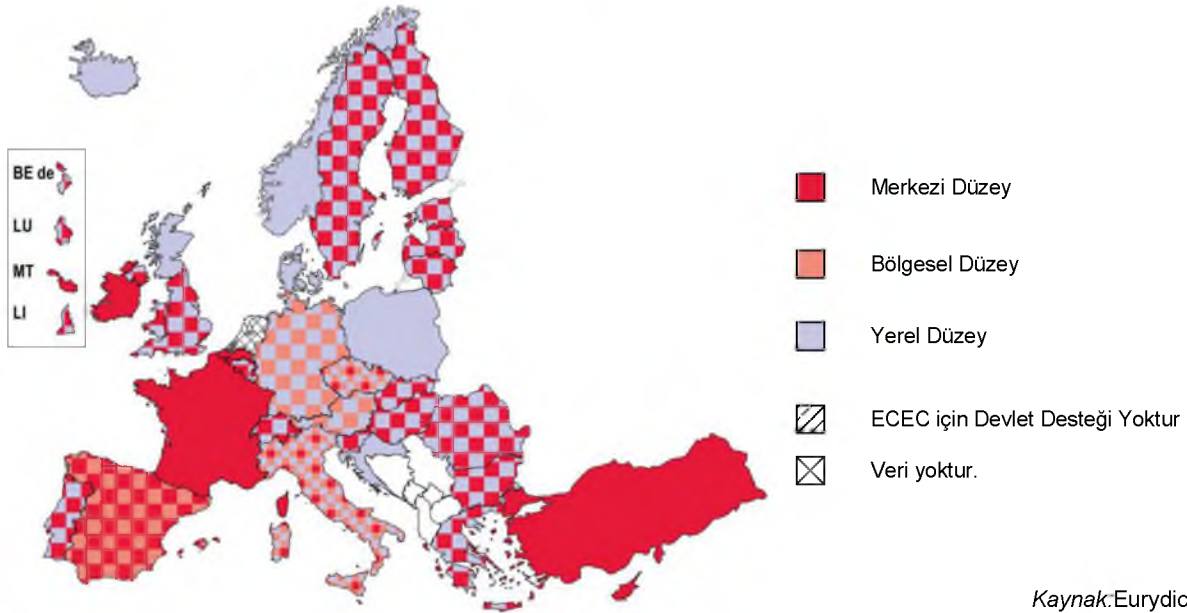 BE de
LU
MT
LI
Merkezi Düzey
Bölgesel Düzey
Yerel Düzey
ECEC için Devlet Desteği Yoktur
Veri yoktur.
Kaynak:Eurydic